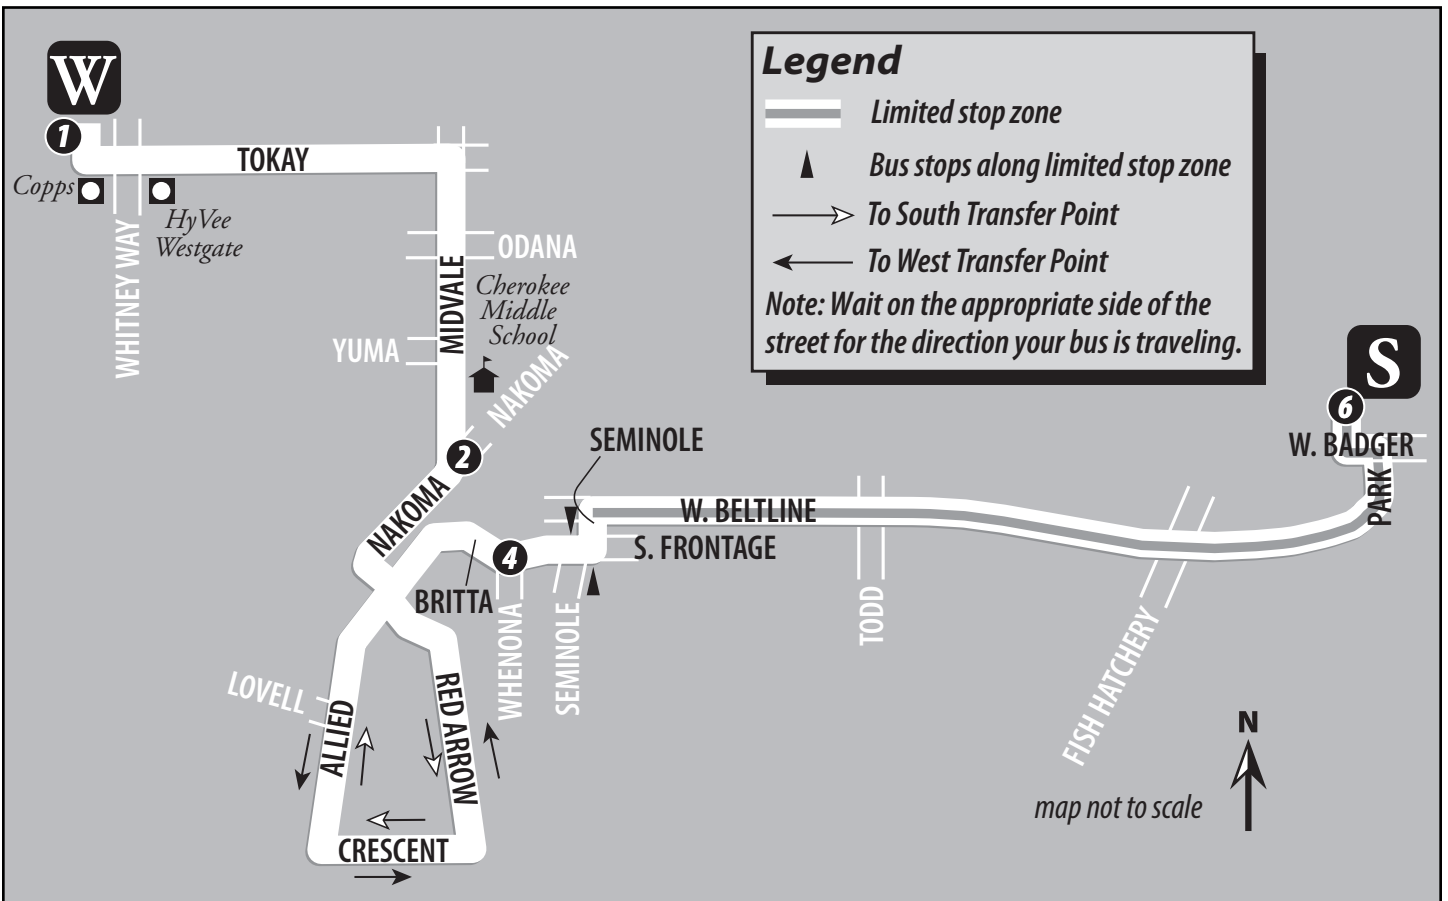 W
1
TOKAY
Copps
HyVee
Westgate
WHITNEY WAY
ODANA
MIDVALE
Cherokee
Middle
School
YUMA
NAKOMA
2
NAKOMA
Legend
Limited stop zone
Bus stops along limited stop zone
To South Transfer Point
To West Transfer Point
Note: Wait on the appropriate side of the
street for the direction your bus is traveling.
S
6
W. BADGER
PARK
SEMINOLE
W. BELTLINE
S. FRONTAGE
4
BRITTA
WHENONA
SEMINOLE
TODD
FISH HATCHERY
LOVELL
ALLIED
RED ARROW
CRESCENT
N
map not to scale